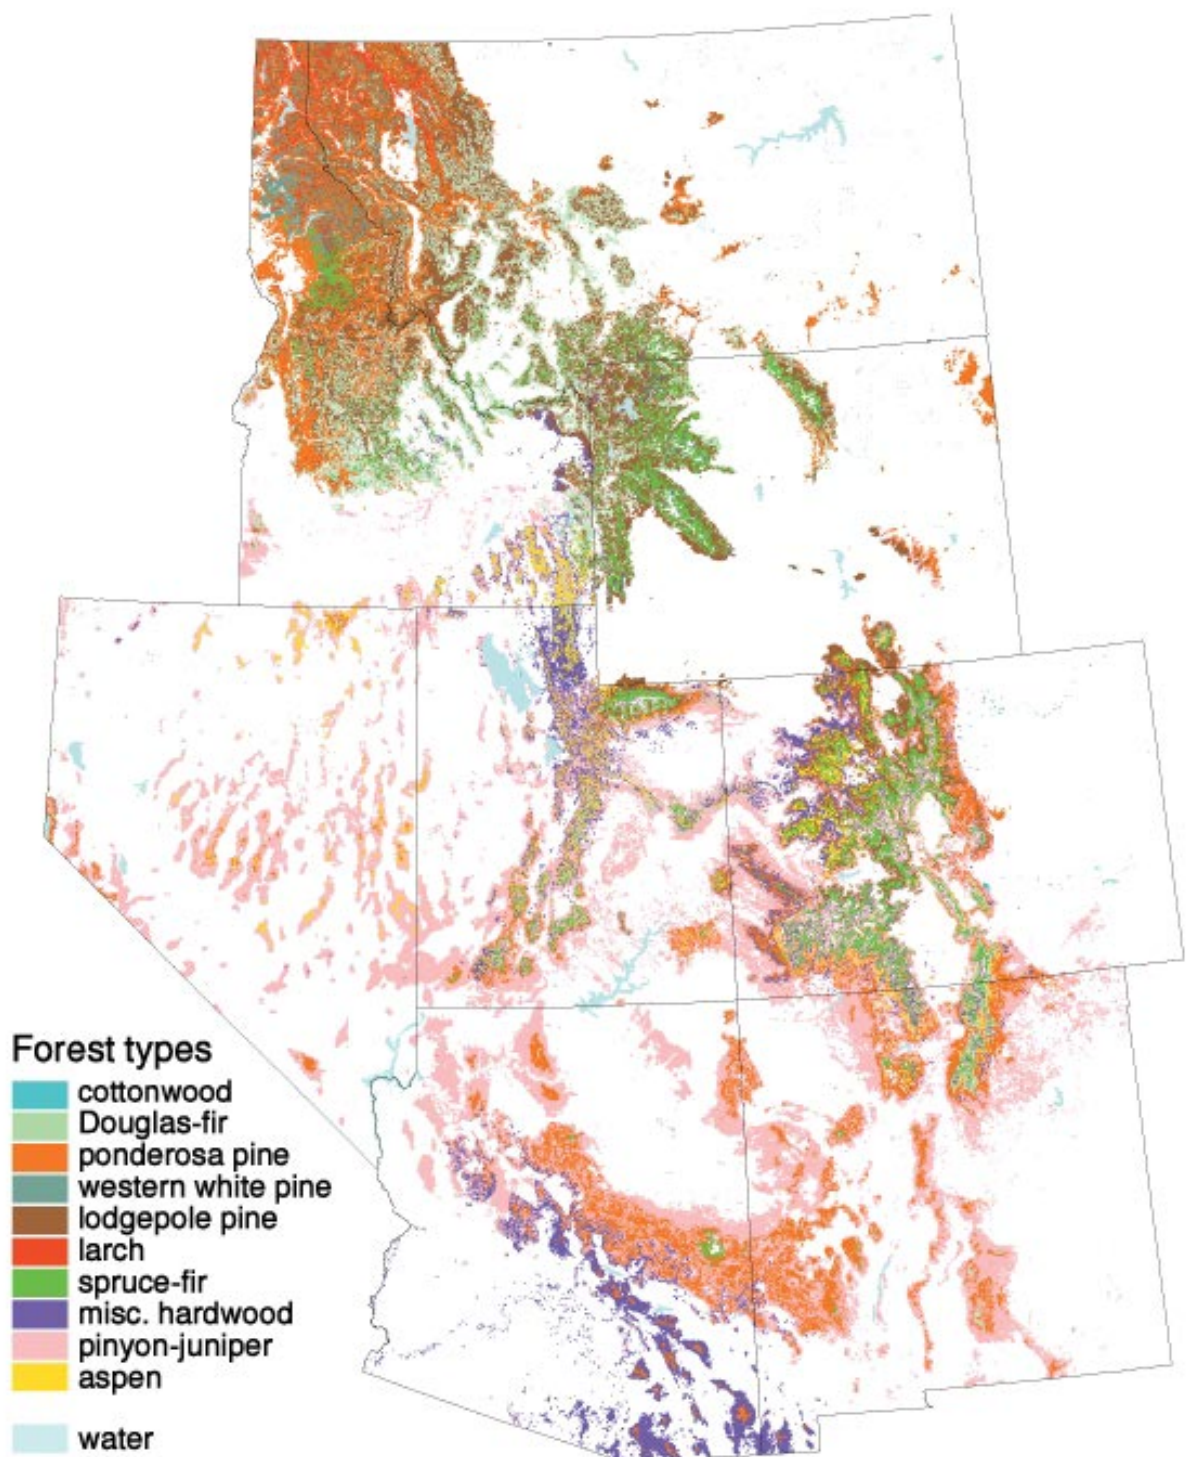 Forest types
cottonwood
Douglas-fir
ponderosa pine
western white pine
lodgepole pine
larch
spruce-fir
misc. hardwood
pinyon-juniper
aspen
water